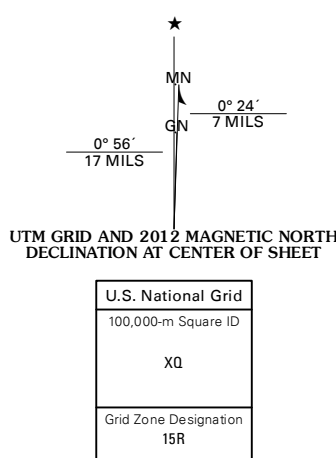 ★
MN
GN
0° 24´
7 MILS
0° 56´
17 MILS
UTM GRID AND 2012 MAGNETIC NORTH
DECLINATION AT CENTER OF SHEET
U.S. National Grid
100,000-m Square ID
XQ
Grid Zone Designation
15R